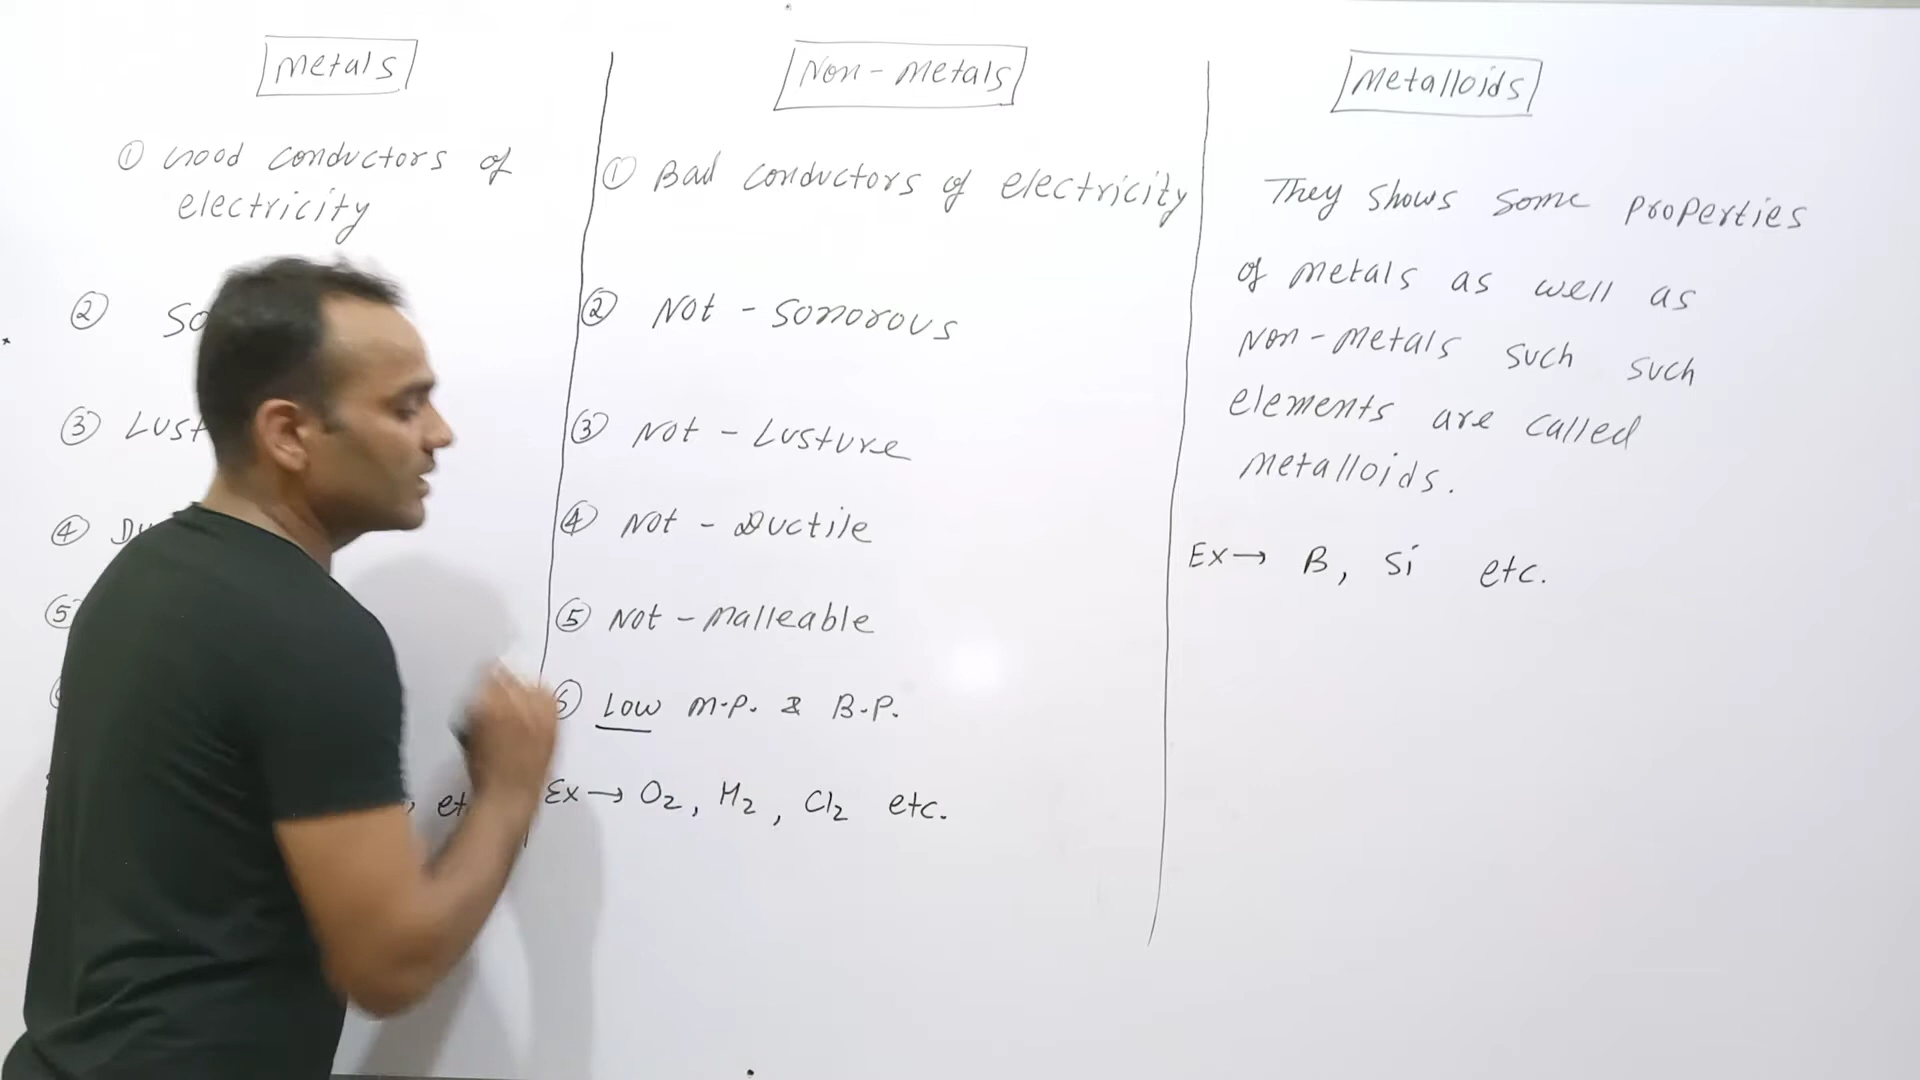 Metals
① Good conductors of
electricity
②
③
④
⑤
etc
Non-Metals
① Bad conductors of electricity
② Not - Sonorous
③ Not - Lusture
④ Not - Ductile
⑤ Not - Malleable
⑥ Low M.P. & B.P.
Ex → O₂, H₂, Cl₂ etc.
Metalloids
They shows some properties
of metals as well as
Non-metals such such
elements are called
metalloids.
Ex → B, Si etc.